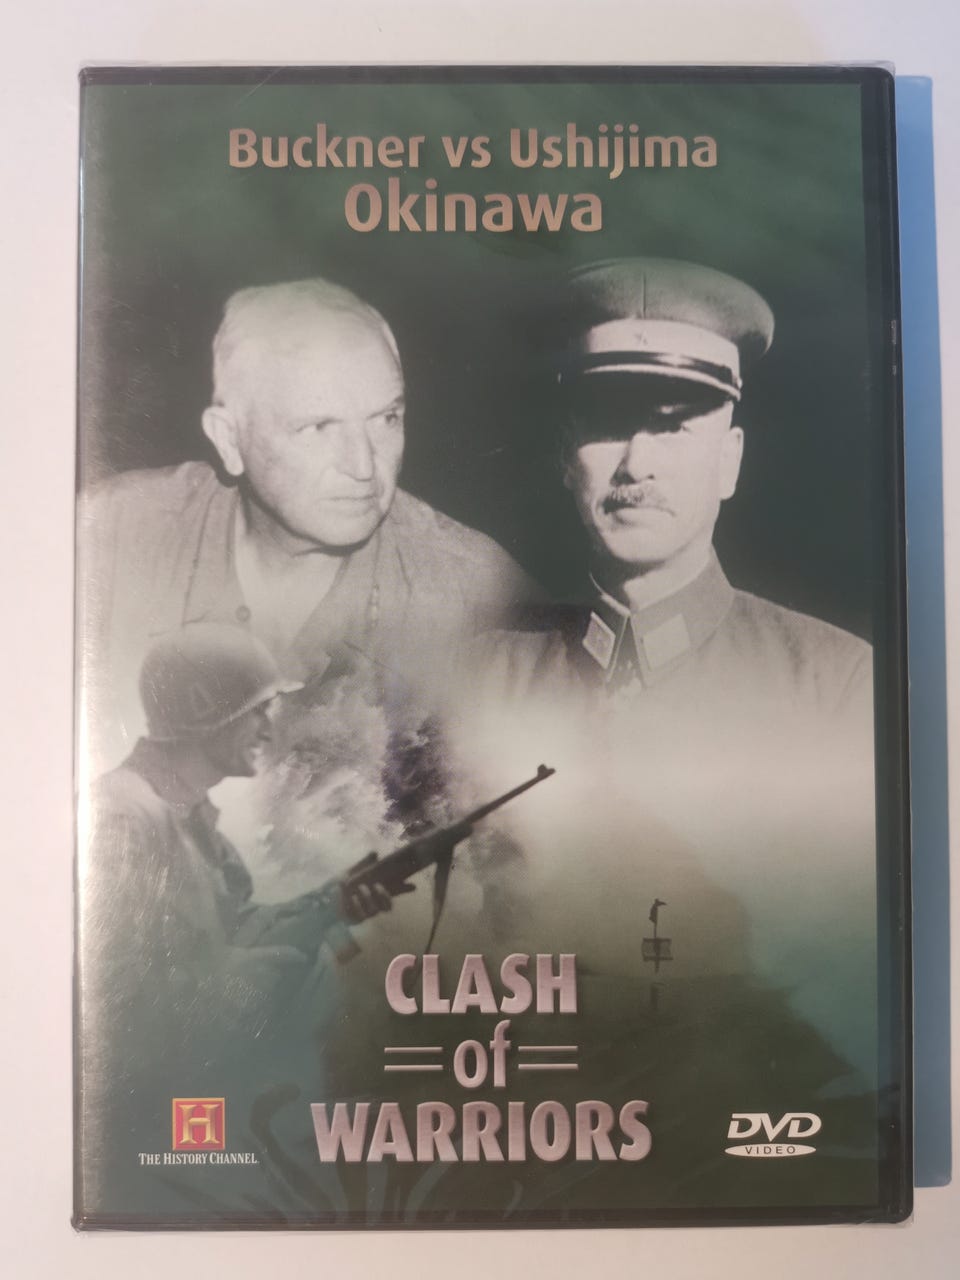 Buckner vs Ushijima
Okinawa
CLASH
of
WARRIORS
H
THE HISTORY CHANNEL.
DVD
VIDEO